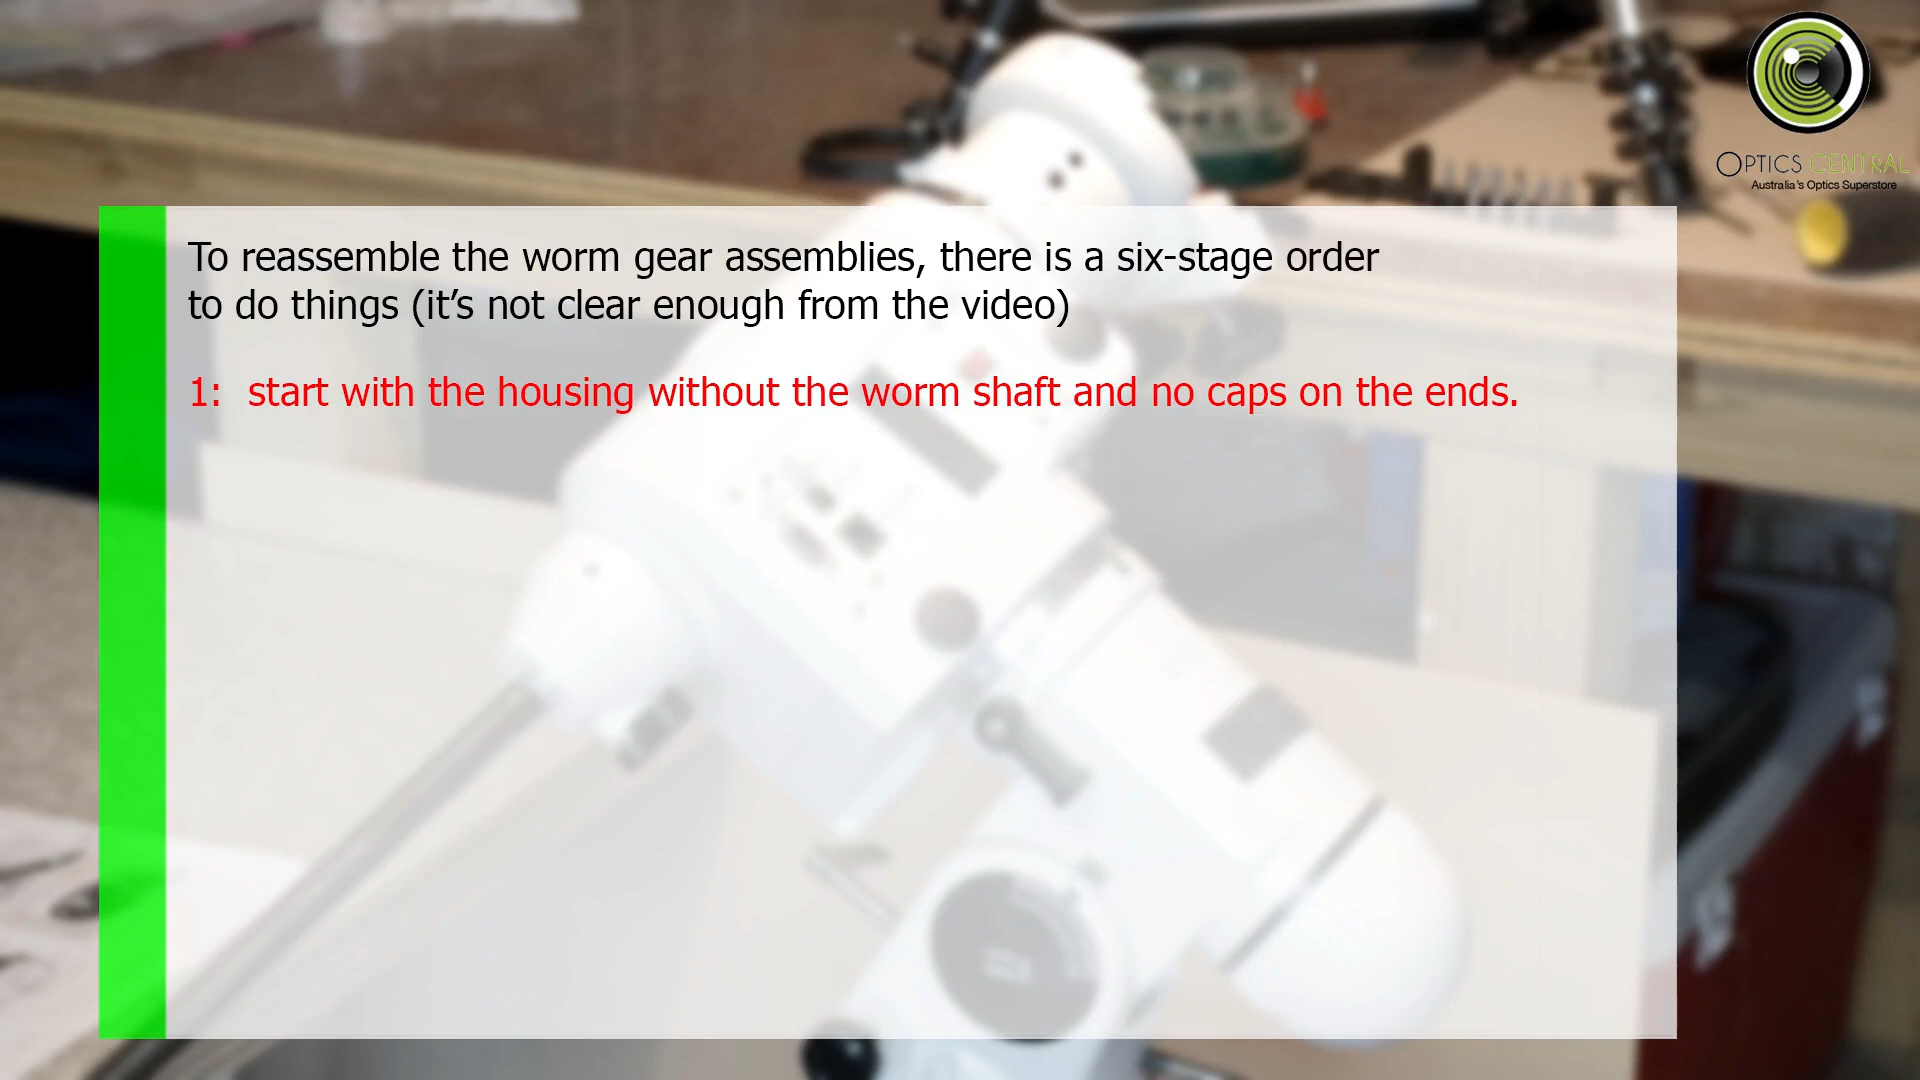 OPTICS CENTRAL
Australia's Optics Superstore
To reassemble the worm gear assemblies, there is a six-stage order
to do things (it’s not clear enough from the video)
1: start with the housing without the worm shaft and no caps on the ends.